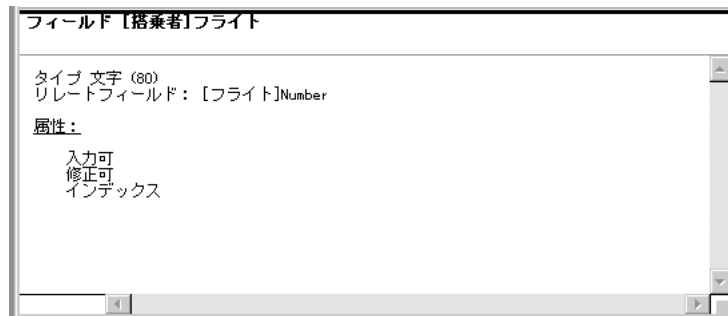 フィールド [搭乗者]フライト
タイプ 文字 (80)
リレートフィールド: [フライト]Number
属性:
入力可
修正可
インデックス